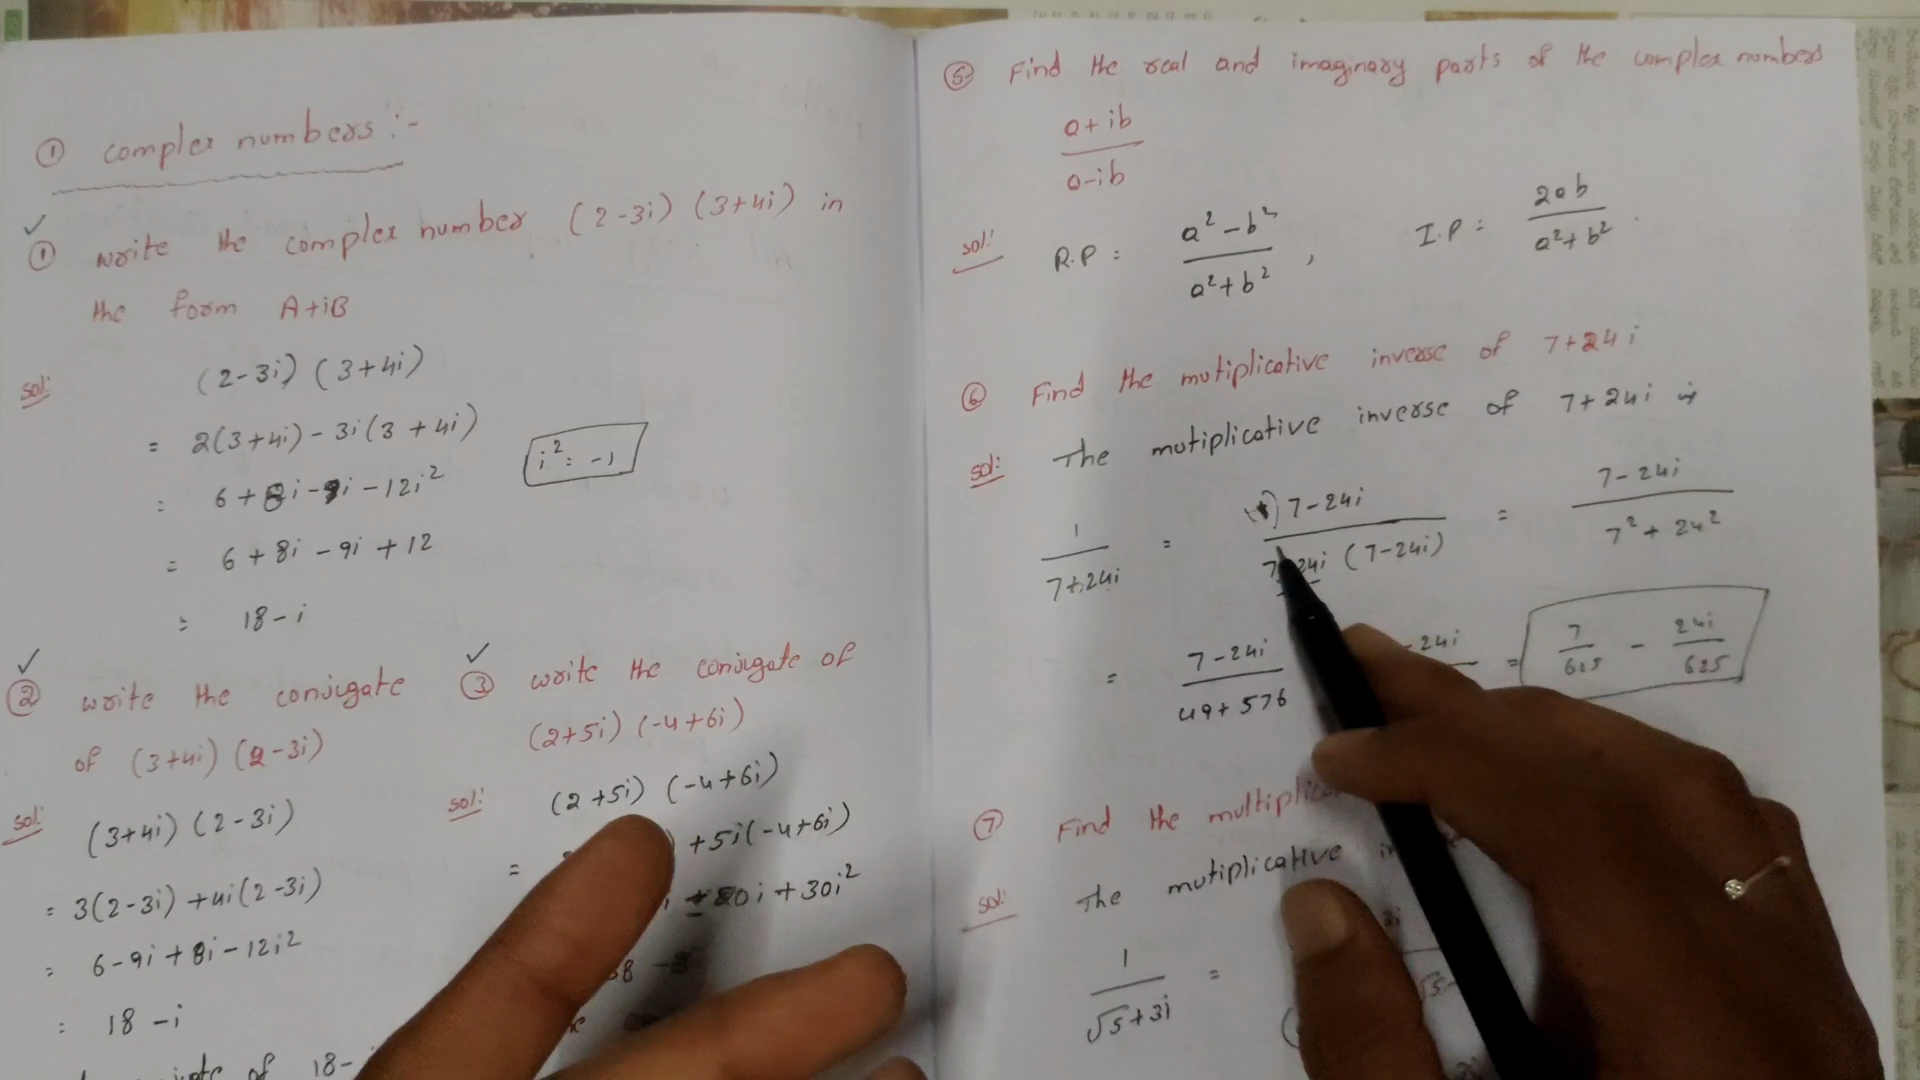 ① complex numbers :-
① write the complex number (2-3i) (3+4i) in
the form A+iB
sol: (2-3i) (3+4i)
= 2(3+4i) - 3i(3+4i)
i² = -1
= 6+8i-9i-12i²
= 6+8i-9i+12
= 18-i
② write the conjugate
of (3+4i) (2-3i)
sol: (3+4i) (2-3i)
= 3(2-3i)+4i(2-3i)
= 6-9i+8i-12i²
= 18-i
of 18-
③ write the conjugate of
(2+5i) (-4+6i)
sol: (2+5i) (-4+6i)
= +5i(-4+6i)
20i+30i²
⑤ Find the real and imaginary parts of the complex numbers
a+ib
a-ib
sol: R.P = a²-b² / a²+b² , I.P = 2ab / a²+b² .
⑥ Find the mutiplicative inverse of 7+24i
sol: The mutiplicative inverse of 7+24i is
1 / 7+24i = 7-24i / 7+24i (7-24i) = 7-24i / 7²+24²
= 7-24i / 49+576 -24i = 7/625 - 24i/625
⑦ Find the
sol: The mutiplicative
1 / √5+3i =